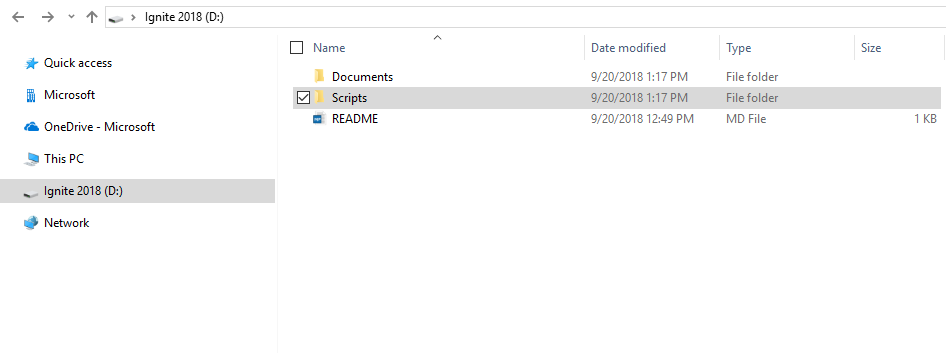 Ignite 2018 (D:)
Quick access
Microsoft
OneDrive - Microsoft
This PC
Ignite 2018 (D:)
Network
Name Date modified Type Size
Documents 9/20/2018 1:17 PM File folder
Scripts 9/20/2018 1:17 PM File folder
README 9/20/2018 12:49 PM MD File 1 KB